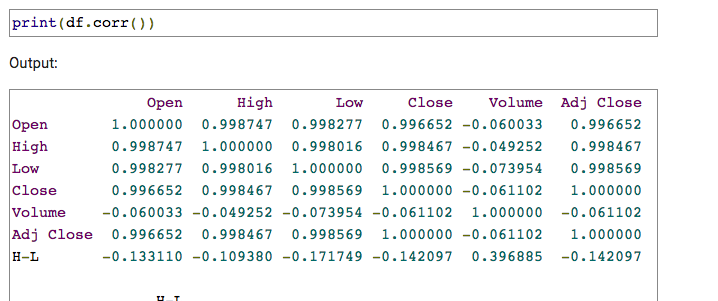 print(df.corr())
Output:
Open High Low Close Volume Adj Close
Open 1.000000 0.998747 0.998277 0.996652 -0.060033 0.996652
High 0.998747 1.000000 0.998016 0.998467 -0.049252 0.998467
Low 0.998277 0.998016 1.000000 0.998569 -0.073954 0.998569
Close 0.996652 0.998467 0.998569 1.000000 -0.061102 1.000000
Volume -0.060033 -0.049252 -0.073954 -0.061102 1.000000 -0.061102
Adj Close 0.996652 0.998467 0.998569 1.000000 -0.061102 1.000000
H-L -0.133110 -0.109380 -0.171749 -0.142097 0.396885 -0.142097
H-L